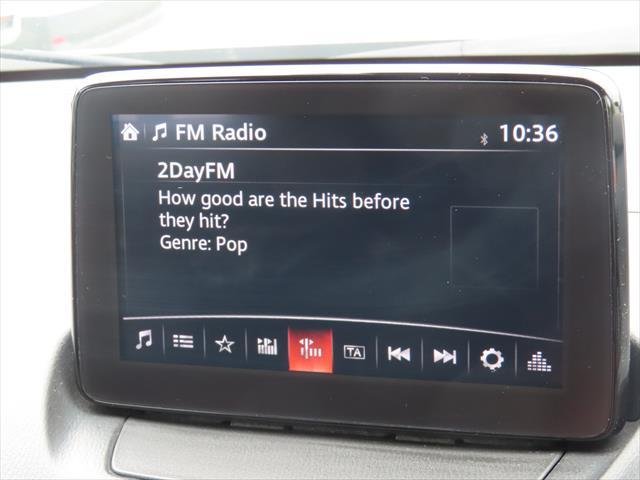 FM Radio
10:36
2DayFM
How good are the Hits before
they hit?
Genre: Pop
TA